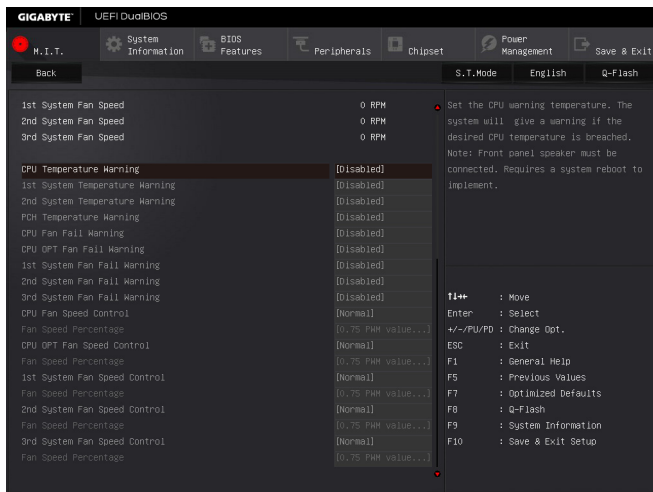 GIGABYTE™ UEFI DualBIOS
M.I.T. System Information BIOS Features Peripherals Chipset Power Management Save & Exit
Back S.T.Mode English Q-Flash
1st System Fan Speed 0 RPM
2nd System Fan Speed 0 RPM
3rd System Fan Speed 0 RPM
CPU Temperature Warning [Disabled]
1st System Temperature Warning [Disabled]
2nd System Temperature Warning [Disabled]
PCH Temperature Warning [Disabled]
CPU Fan Fail Warning [Disabled]
CPU OPT Fan Fail Warning [Disabled]
1st System Fan Fail Warning [Disabled]
2nd System Fan Fail Warning [Disabled]
3rd System Fan Fail Warning [Disabled]
CPU Fan Speed Control [Normal]
Fan Speed Percentage [0.75 PWM value...]
CPU OPT Fan Speed Control [Normal]
Fan Speed Percentage [0.75 PWM value...]
1st System Fan Speed Control [Normal]
Fan Speed Percentage [0.75 PWM value...]
2nd System Fan Speed Control [Normal]
Fan Speed Percentage [0.75 PWM value...]
3rd System Fan Speed Control [Normal]
Fan Speed Percentage [0.75 PWM value...]
Set the CPU warning temperature. The
system will give a warning if the
desired CPU temperature is breached.
Note: Front panel speaker must be
connected. Requires a system reboot to
implement.
↑↓→← : Move
Enter : Select
+/-/PU/PD : Change Opt.
ESC : Exit
F1 : General Help
F5 : Previous Values
F7 : Optimized Defaults
F8 : Q-Flash
F9 : System Information
F10 : Save & Exit Setup